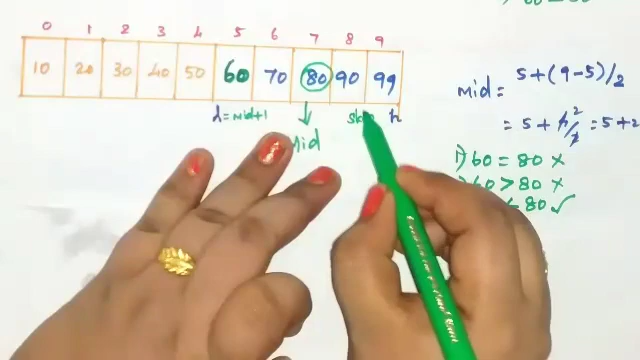 0 1 2 3 4 5 6 7 8 9
10 20 30 40 50 60 70 80 90 99
l=mid+1 h
mid = 5+(9-5)/2
= 5 + 4/2 = 5+2
1) 60 = 80 ×
60 > 80 ×
< 80 ✓